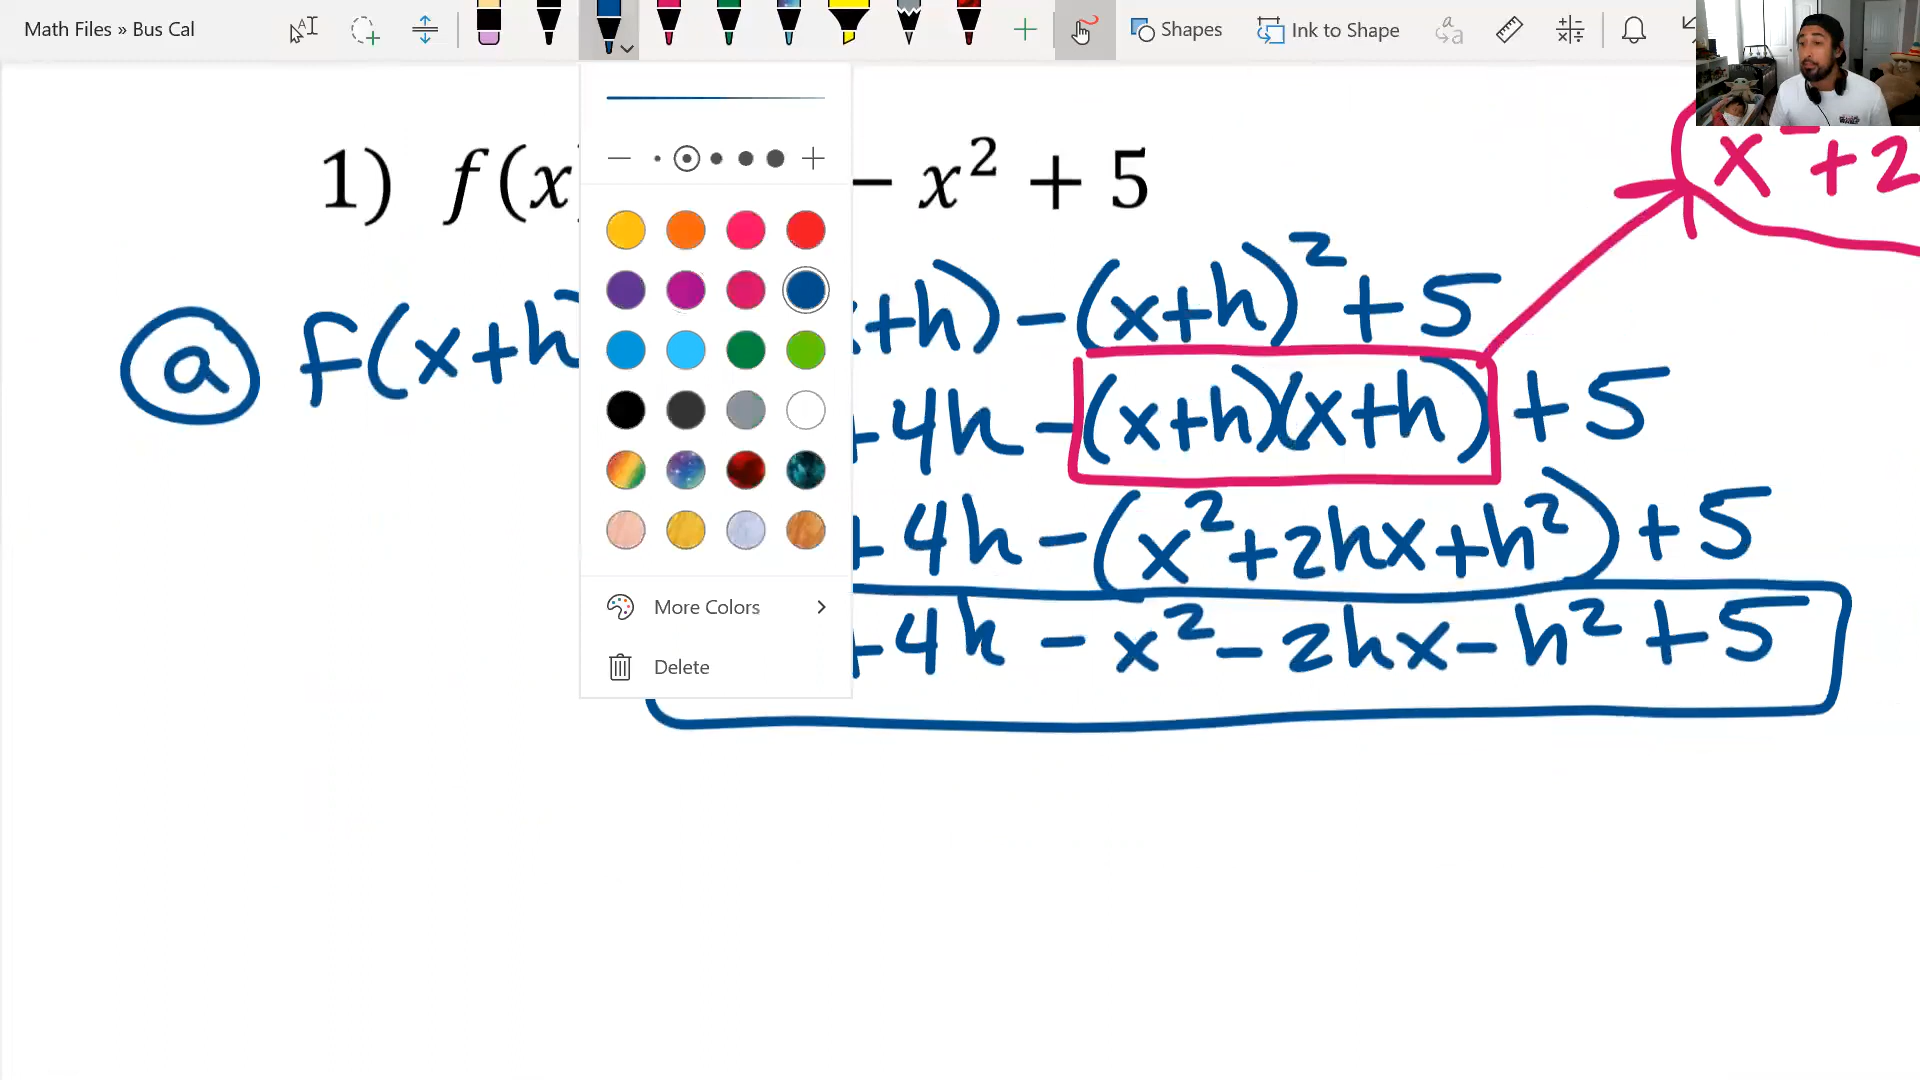 Math Files » Bus Cal
Shapes
Ink to Shape
1) f(x) − x² + 5
x² + 2
ⓐ f(x+h +h) − (x+h)² + 5
+4h − (x+h)(x+h) + 5
+4h − (x² + 2hx + h²) + 5
+4h − x² − 2hx − h² + 5
More Colors
Delete